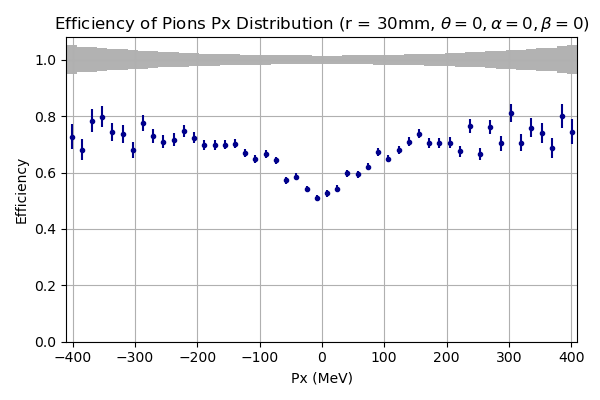 Efficiency of Pions Px Distribution (r = 30mm, θ = 0, α = 0, β = 0)
1.0
0.8
0.6
0.4
0.2
0.0
Efficiency
−400 −300 −200 −100 0 100 200 300 400
Px (MeV)